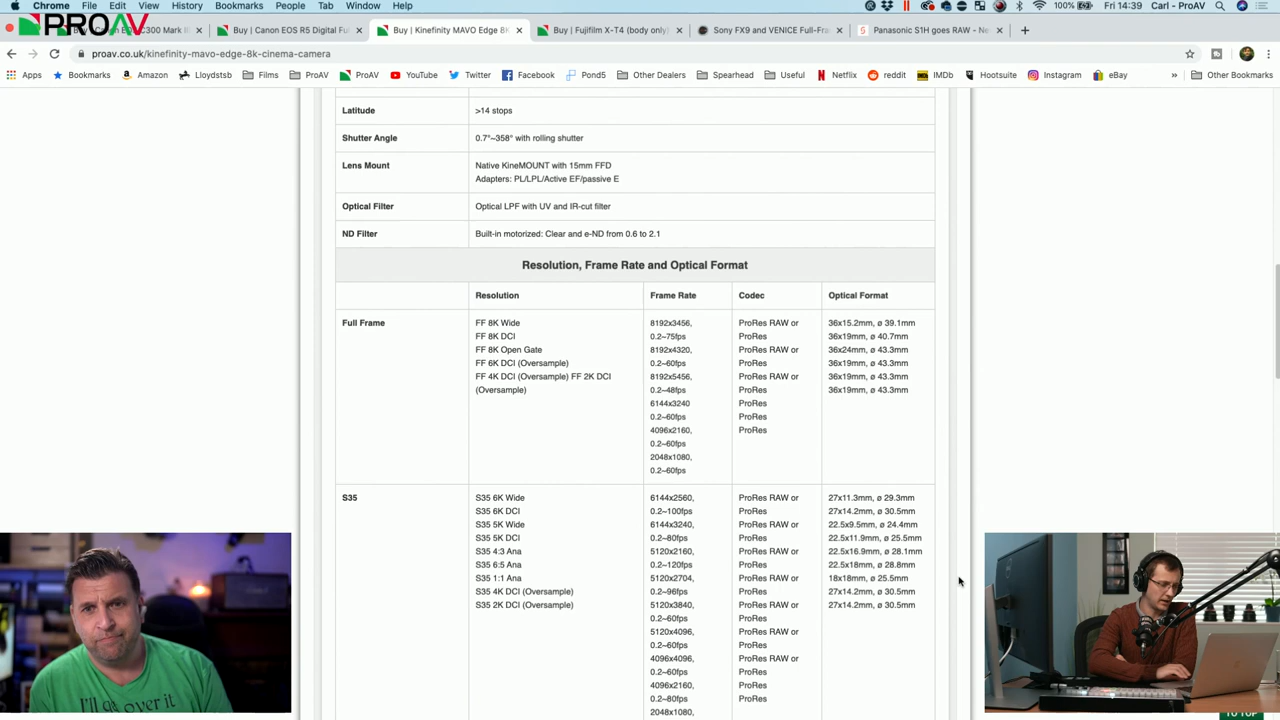 Chrome File Edit View History Bookmarks People Tab Window Help 100% Fri 14:39 Carl - ProAV
PROAV
C300 Mark II
Buy | Canon EOS R5 Digital Ful
Buy | Kinefinity MAVO Edge 8K
Buy | Fujifilm X-T4 (body only)
Sony FX9 and VENICE Full-Fra
Panasonic S1H goes RAW - Ne
proav.co.uk/kinefinity-mavo-edge-8k-cinema-camera
Apps Bookmarks Amazon Lloydstsb Films ProAV ProAV YouTube Twitter Facebook Pond5 Other Dealers Spearhead Useful Netflix reddit IMDb Hootsuite Instagram eBay » Other Bookmarks
Latitude >14 stops
Shutter Angle 0.7°~358° with rolling shutter
Lens Mount Native KineMOUNT with 15mm FFD
Adapters: PL/LPL/Active EF/passive E
Optical Filter Optical LPF with UV and IR-cut filter
ND Filter Built-in motorized: Clear and e-ND from 0.6 to 2.1
Resolution, Frame Rate and Optical Format
Resolution Frame Rate Codec Optical Format
Full Frame FF 8K Wide 8192x3456, ProRes RAW or 36x15.2mm, ø 39.1mm
FF 8K DCI 0.2~75fps ProRes 36x19mm, ø 40.7mm
FF 8K Open Gate 8192x4320, ProRes RAW or 36x24mm, ø 43.3mm
FF 6K DCI (Oversample) 0.2~60fps ProRes 36x19mm, ø 43.3mm
FF 4K DCI (Oversample) FF 2K DCI 8192x5456, ProRes RAW or 36x19mm, ø 43.3mm
(Oversample) 0.2~48fps ProRes 36x19mm, ø 43.3mm
6144x3240 ProRes
0.2~60fps ProRes
4096x2160, ProRes
0.2~60fps
2048x1080,
0.2~60fps
S35 S35 6K Wide 6144x2560, ProRes RAW or 27x11.3mm, ø 29.3mm
S35 6K DCI 0.2~100fps ProRes 27x14.2mm, ø 30.5mm
S35 5K Wide 6144x3240, ProRes RAW or 22.5x9.5mm, ø 24.4mm
S35 5K DCI 0.2~80fps ProRes 22.5x11.9mm, ø 25.5mm
S35 4:3 Ana 5120x2160, ProRes RAW or 22.5x16.9mm, ø 28.1mm
S35 6:5 Ana 0.2~120fps ProRes 22.5x18mm, ø 28.8mm
S35 1:1 Ana 5120x2704, ProRes RAW or 18x18mm, ø 25.5mm
S35 4K DCI (Oversample) 0.2~96fps ProRes 27x14.2mm, ø 30.5mm
S35 2K DCI (Oversample) 5120x3840, ProRes RAW or 27x14.2mm, ø 30.5mm
0.2~60fps ProRes
5120x4096, ProRes RAW or
0.2~60fps ProRes
4096x4096, ProRes RAW or
0.2~60fps ProRes
4096x2160, ProRes
0.2~80fps ProRes
2048x1080,
I'll get over it
TO TOP